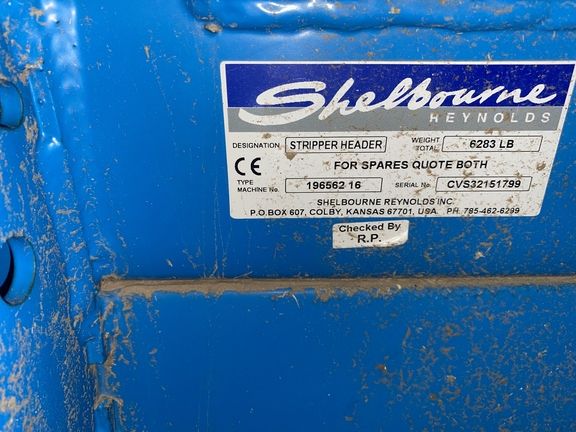 Shelbourne
REYNOLDS
DESIGNATION STRIPPER HEADER WEIGHT TOTAL 6283 LB
CE FOR SPARES QUOTE BOTH
TYPE MACHINE No. 196562 16 SERIAL No. CVS32151799
SHELBOURNE REYNOLDS INC.
P.O.BOX 607, COLBY, KANSAS 67701, USA PH. 785-462-6299
Checked By
R.P.